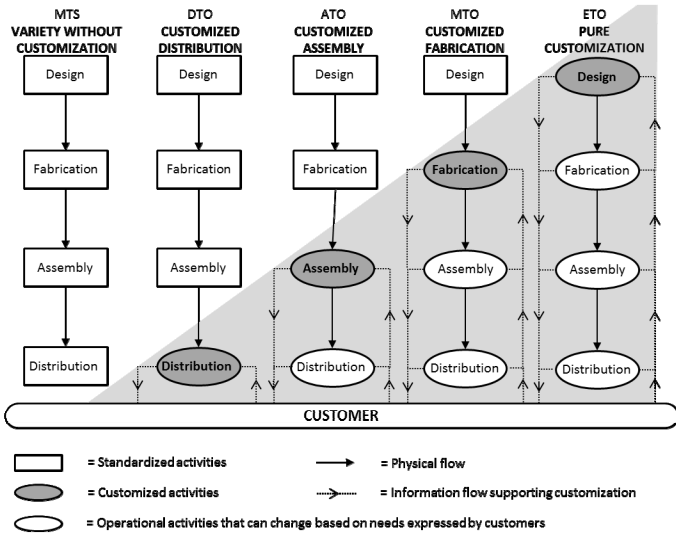 MTS
VARIETY WITHOUT
CUSTOMIZATION
DTO
CUSTOMIZED
DISTRIBUTION
ATO
CUSTOMIZED
ASSEMBLY
MTO
CUSTOMIZED
FABRICATION
ETO
PURE
CUSTOMIZATION
Design
Design
Design
Design
Design
Fabrication
Fabrication
Fabrication
Fabrication
Fabrication
Assembly
Assembly
Assembly
Assembly
Assembly
Distribution
Distribution
Distribution
Distribution
Distribution
CUSTOMER
= Standardized activities
= Physical flow
= Customized activities
= Information flow supporting customization
= Operational activities that can change based on needs expressed by customers